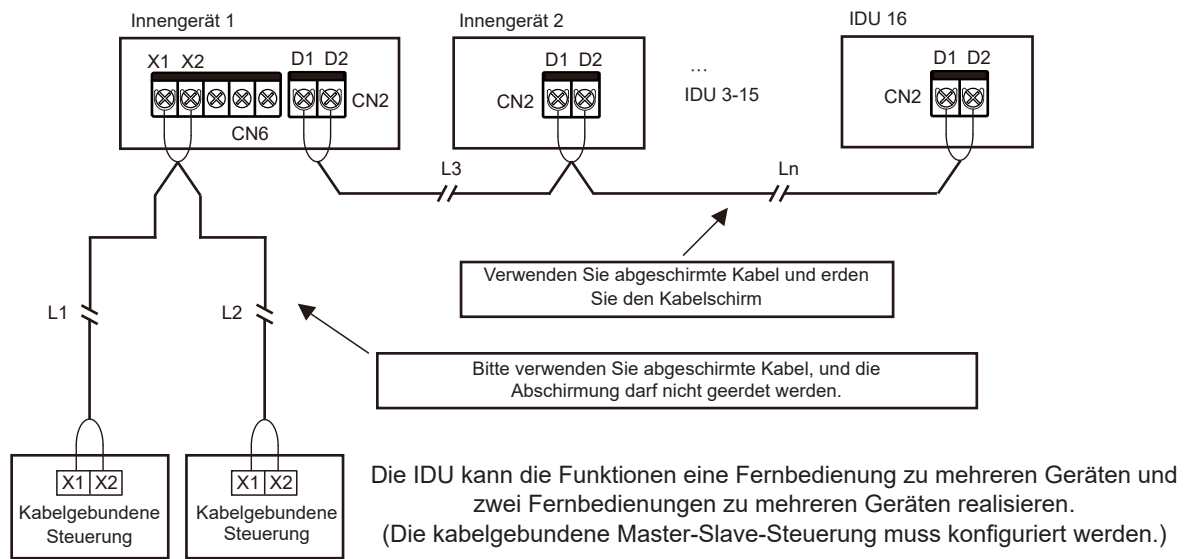 Innengerät 1
Innengerät 2
IDU 16
X1 X2
D1 D2
CN2
CN6
D1 D2
CN2
...
IDU 3-15
D1 D2
CN2
L3
Ln
Verwenden Sie abgeschirmte Kabel und erden
Sie den Kabelschirm
L1
L2
Bitte verwenden Sie abgeschirmte Kabel, und die
Abschirmung darf nicht geerdet werden.
X1 X2
Kabelgebundene
Steuerung
X1 X2
Kabelgebundene
Steuerung
Die IDU kann die Funktionen eine Fernbedienung zu mehreren Geräten und
zwei Fernbedienungen zu mehreren Geräten realisieren.
(Die kabelgebundene Master-Slave-Steuerung muss konfiguriert werden.)